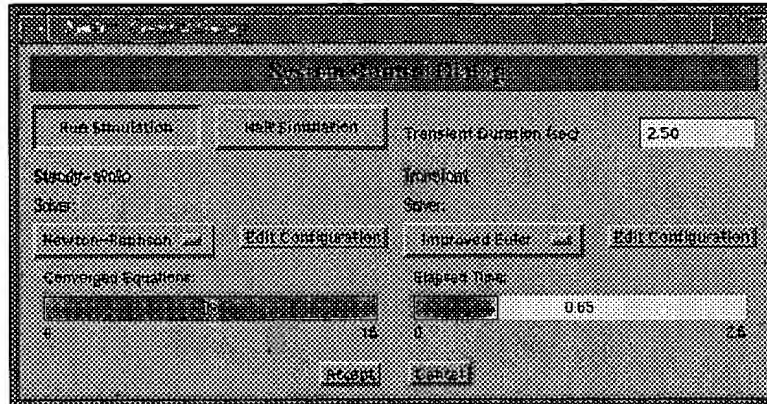 System Control Dialog
Run Simulation
Halt Simulation
Transient Duration (sec)
2.50
Steady-state
Transient
Solver:
Solver:
Newton-Raphson
Edit Configuration
Improved Euler
Edit Configuration
Converged Equations:
Elapsed Time:
0.65
0
16
0
2.5
Accept
Cancel